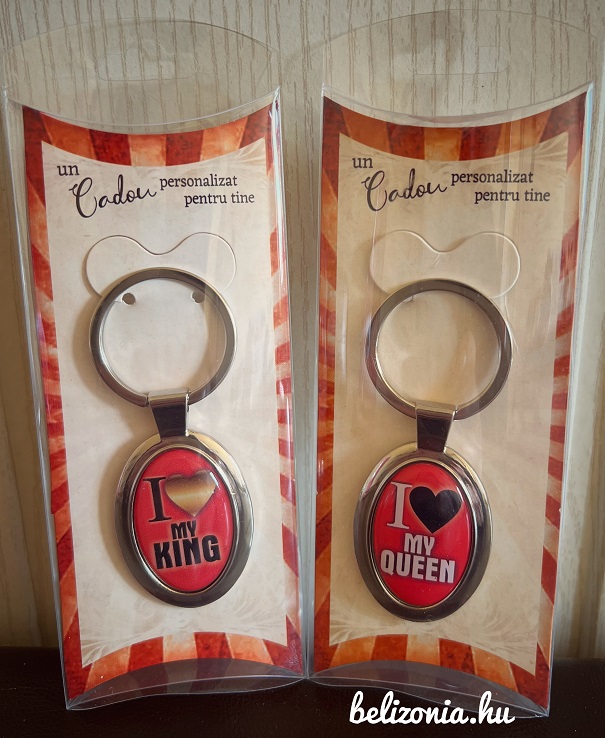 un Cadou personalizat
pentru tine
I ♥
MY
KING
un Cadou personalizat
pentru tine
I ♥
MY
QUEEN
belizonia.hu